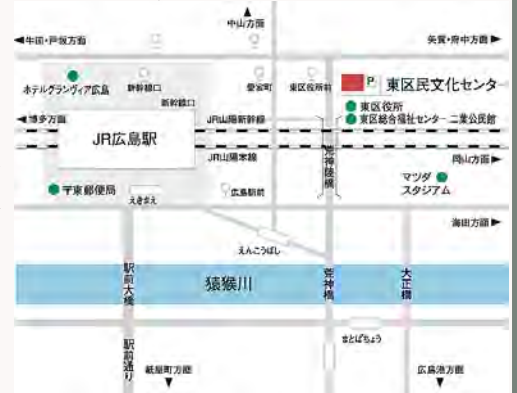 中山方面
◀牛田・戸坂方面
矢賀・府中方面▶
ホテルグランヴィア広島
新幹線口
愛宕町
東区役所前
P
東区民文化センター
新幹線口
東区役所
東区総合福祉センター 二葉公民館
◀博多方面
JR山陽新幹線
JR広島駅
JR山陽本線
荒神陸橋
岡山方面▶
マツダ
スタジアム
〒東郵便局
えきまえ
広島駅前
海田方面▶
えんこうばし
駅前大橋
猿猴川
荒神橋
大正橋
まとばちょう
駅前通り
紙屋町方面
広島港方面